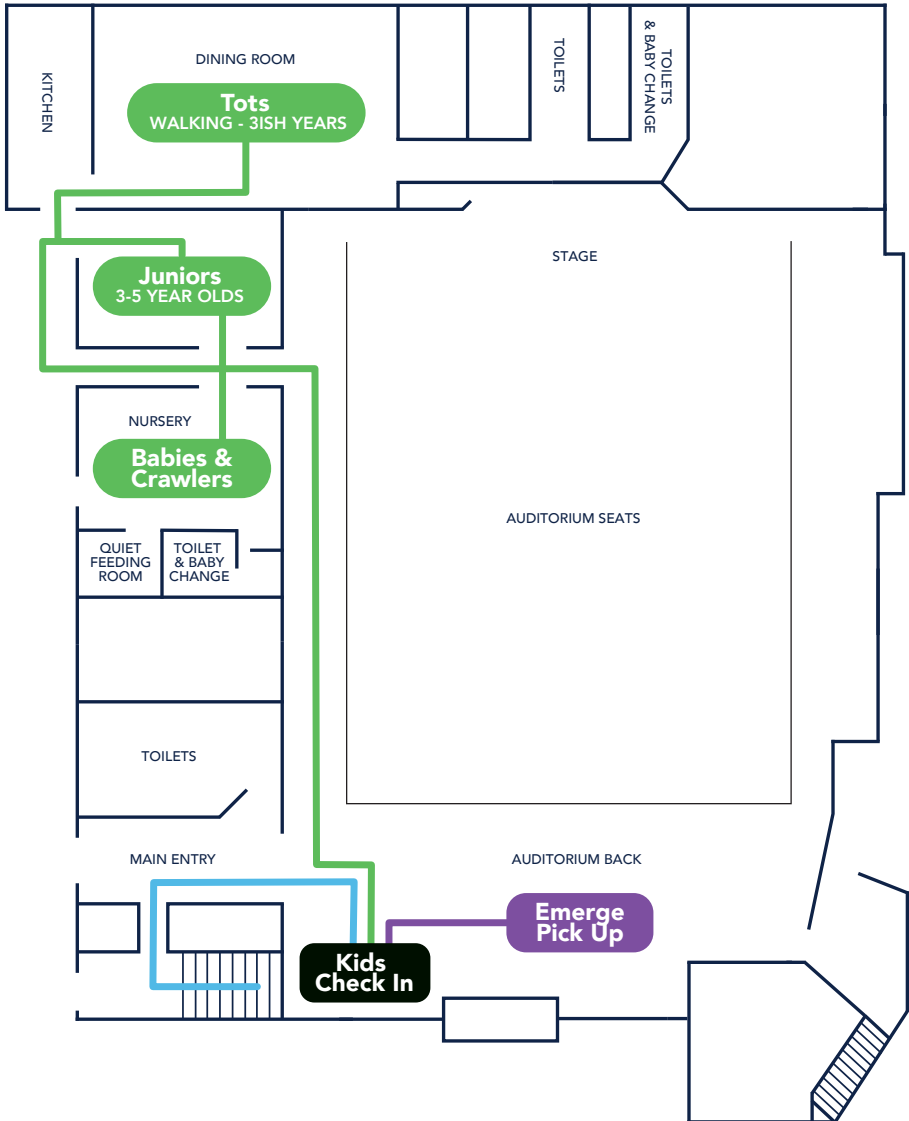 DINING ROOM
Tots
WALKING - 3ISH YEARS
KITCHEN
TOILETS
TOILETS
& BABY CHANGE
STAGE
Juniors
3-5 YEAR OLDS
NURSERY
Babies &
Crawlers
AUDITORIUM SEATS
QUIET
FEEDING
ROOM
TOILET
& BABY
CHANGE
TOILETS
MAIN ENTRY
AUDITORIUM BACK
Emerge
Pick Up
Kids
Check In